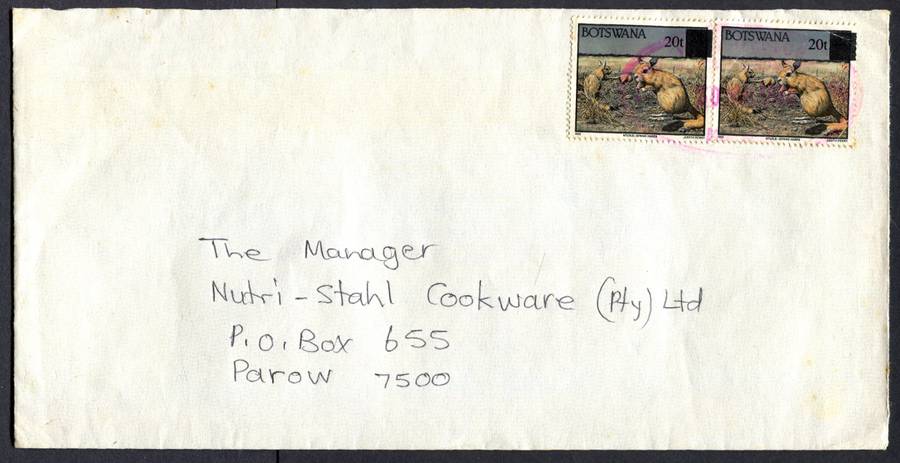 BOTSWANA 20t
BOTSWANA 20t
The Manager
Nutri-Stahl Cookware (Pty) Ltd
P.O. Box 655
Parow 7500